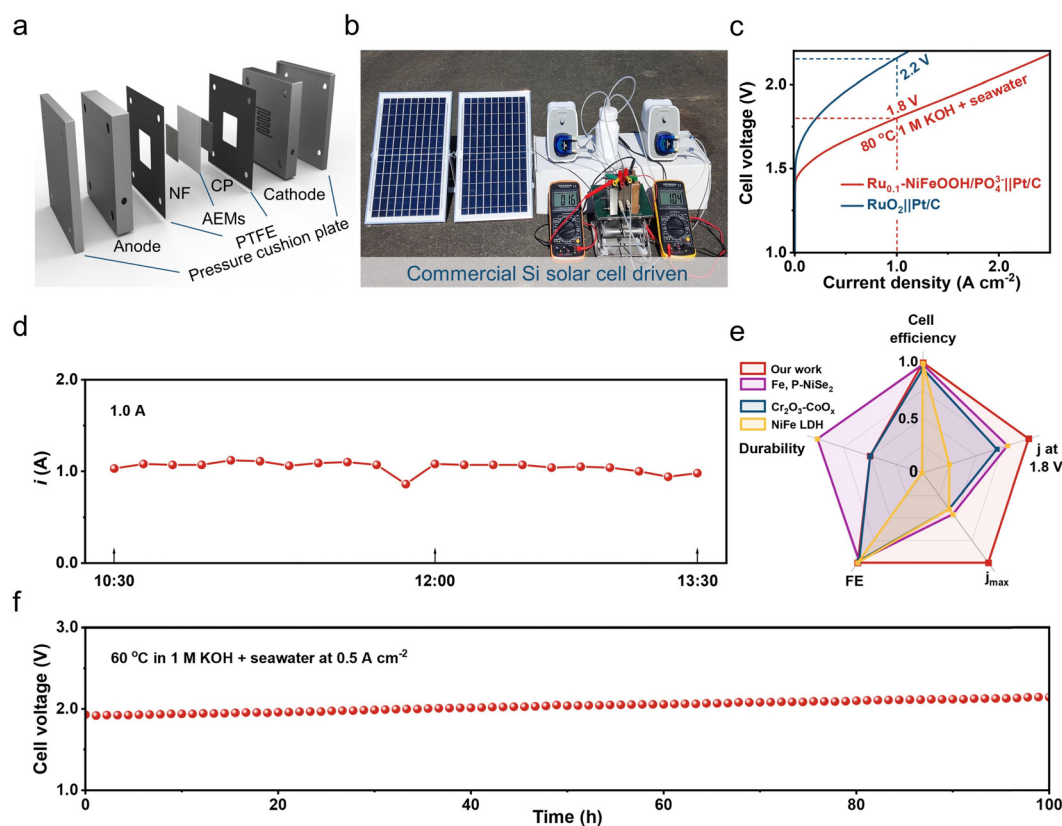 a
NF
CP
Cathode
AEMs
PTFE
Anode
Pressure cushion plate
b
Commercial Si solar cell driven
c
Cell voltage (V)
2.0
1.5
1.0
2.2 V
1.8 V
80 °C 1 M KOH + seawater
Ru₀.₁-NiFeOOH/PO₄³⁻||Pt/C
RuO₂||Pt/C
0.0
1.0
2.0
Current density (A cm⁻²)
d
i (A)
2.0
1.0
0.0
1.0 A
10:30
12:00
13:30
e
Our work
Fe, P-NiSe₂
Cr₂O₃-CoOₓ
NiFe LDH
Cell
efficiency
1.0
0.5
0
Durability
j at
1.8 V
FE
jmax
f
Cell voltage (V)
3.0
2.0
1.0
60 °C in 1 M KOH + seawater at 0.5 A cm⁻²
0
20
40
60
80
100
Time (h)